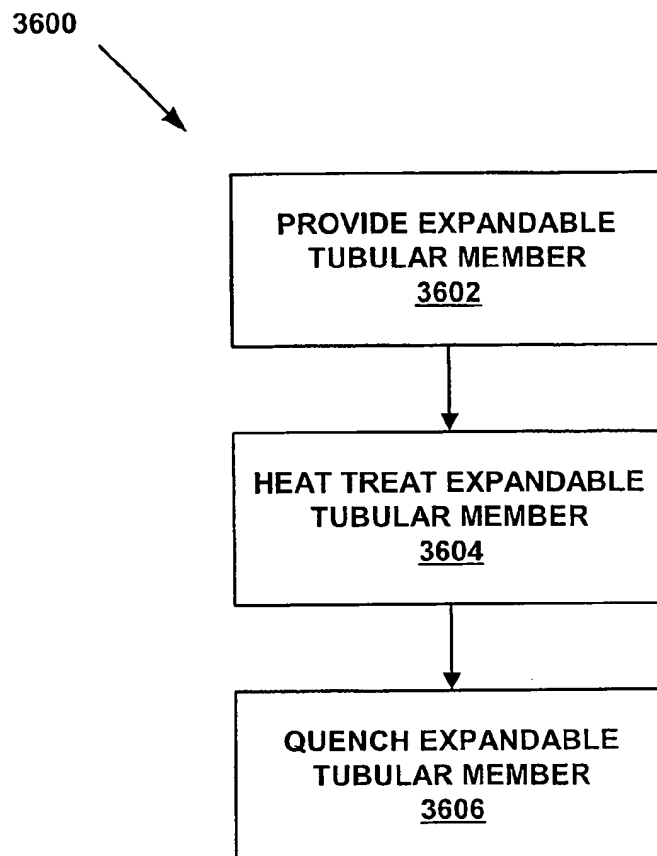 3600
PROVIDE EXPANDABLE
TUBULAR MEMBER
3602
HEAT TREAT EXPANDABLE
TUBULAR MEMBER
3604
QUENCH EXPANDABLE
TUBULAR MEMBER
3606